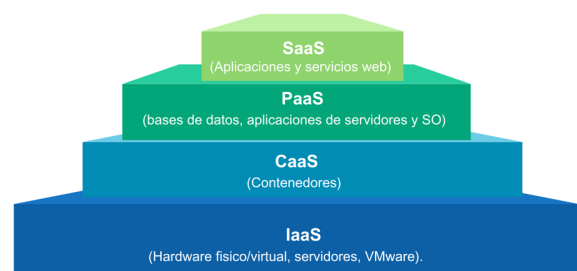 SaaS
(Aplicaciones y servicios web)
PaaS
(bases de datos, aplicaciones de servidores y SO)
CaaS
(Contenedores)
IaaS
(Hardware fisico/virtual, servidores, VMware).